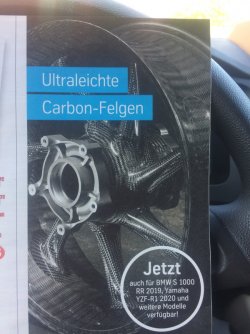 Ultraleichte
Carbon-Felgen
Jetzt
auch für BMW S 1000
RR 2019, Yamaha
YZF-R1 2020 und
weitere Modelle
verfügbar!